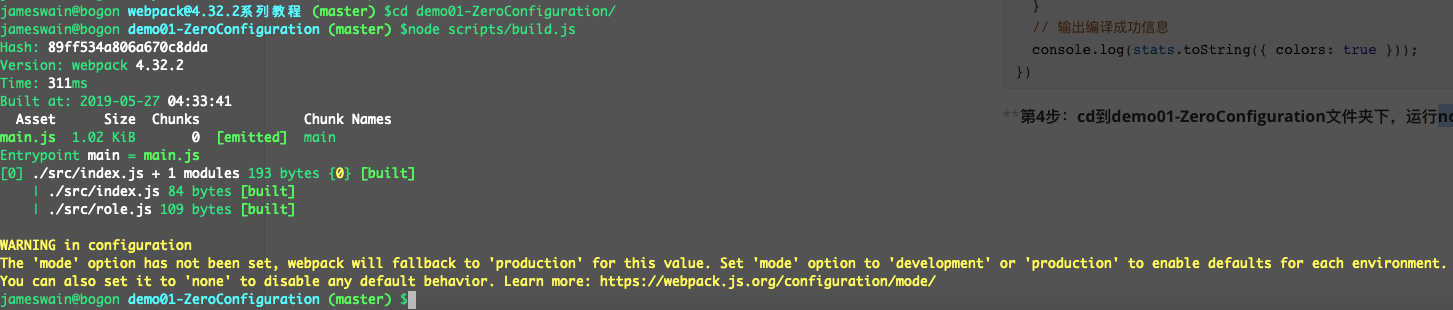 jameswain@bogon webpack@4.32.2系列教程 (master) $cd demo01-ZeroConfiguration/
jameswain@bogon demo01-ZeroConfiguration (master) $node scripts/build.js
Hash: 89ff534a806a670c8dda
Version: webpack 4.32.2
Time: 311ms
Built at: 2019-05-27 04:33:41
Asset Size Chunks Chunk Names
main.js 1.02 KiB 0 [emitted] main
Entrypoint main = main.js
[0] ./src/index.js + 1 modules 193 bytes {0} [built]
| ./src/index.js 84 bytes [built]
| ./src/role.js 109 bytes [built]
WARNING in configuration
The 'mode' option has not been set, webpack will fallback to 'production' for this value. Set 'mode' option to 'development' or 'production' to enable defaults for each environment.
You can also set it to 'none' to disable any default behavior. Learn more: https://webpack.js.org/configuration/mode/
jameswain@bogon demo01-ZeroConfiguration (master) $
}
// 输出编译成功信息
console.log(stats.toString({ colors: true }));
})
**第4步：cd到demo01-ZeroConfiguration文件夹下，运行